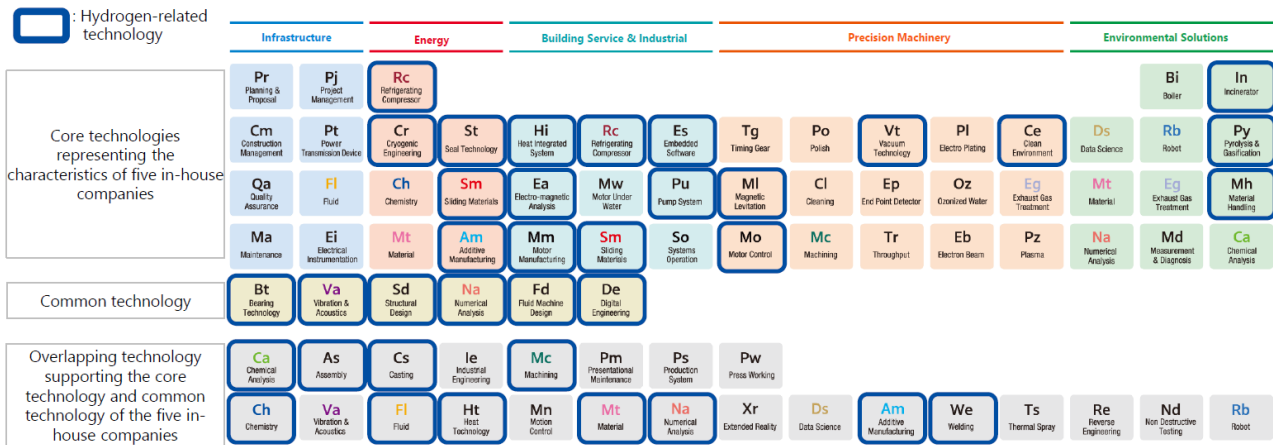 : Hydrogen-related
technology
Infrastructure
Energy
Building Service & Industrial
Precision Machinery
Environmental Solutions
Core technologies
representing the
characteristics of five in-house
companies
Pr
Planning &
Proposal
Pj
Project
Management
Rc
Refrigerating
Compressor
Bi
Boiler
In
Incinerator
Cm
Construction
Management
Pt
Power
Transmission Device
Cr
Cryogenic
Engineering
St
Seal Technology
Hi
Heat Integrated
System
Rc
Refrigerating
Compressor
Es
Embedded
Software
Tg
Timing Gear
Po
Polish
Vt
Vacuum
Technology
Pl
Electro Plating
Ce
Clean
Environment
Ds
Data Science
Rb
Robot
Py
Pyrolysis &
Gasification
Qa
Quality
Assurance
Fl
Fluid
Ch
Chemistry
Sm
Sliding Materials
Ea
Electro-magnetic
Analysis
Mw
Motor Under
Water
Pu
Pump System
Ml
Magnetic
Levitation
Cl
Cleaning
Ep
End Point Detector
Oz
Ozonized Water
Eg
Exhaust Gas
Treatment
Mt
Material
Eg
Exhaust Gas
Treatment
Mh
Material
Handling
Ma
Maintenance
Ei
Electrical
Instrumentation
Mt
Material
Am
Additive
Manufacturing
Mm
Motor
Manufacturing
Sm
Sliding
Materials
So
Systems
Operation
Mo
Motor Control
Mc
Machining
Tr
Throughput
Eb
Electron Beam
Pz
Plasma
Na
Numerical
Analysis
Md
Measurement
& Diagnosis
Ca
Chemical
Analysis
Common technology
Bt
Bearing
Technology
Va
Vibration &
Acoustics
Sd
Structural
Design
Na
Numerical
Analysis
Fd
Fluid Machine
Design
De
Digital
Engineering
Overlapping technology
supporting the core
technology and common
technology of the five in-
house companies
Ca
Chemical
Analysis
As
Assembly
Cs
Casting
Ie
Industrial
Engineering
Mc
Machining
Pm
Presentational
Maintenance
Ps
Production
System
Pw
Press Working
Ch
Chemistry
Va
Vibration &
Acoustics
Fl
Fluid
Ht
Heat
Technology
Mn
Motion
Control
Mt
Material
Na
Numerical
Analysis
Xr
Extended Reality
Ds
Data Science
Am
Additive
Manufacturing
We
Welding
Ts
Thermal Spray
Re
Reverse
Engineering
Nd
Non Destructive
Testing
Rb
Robot